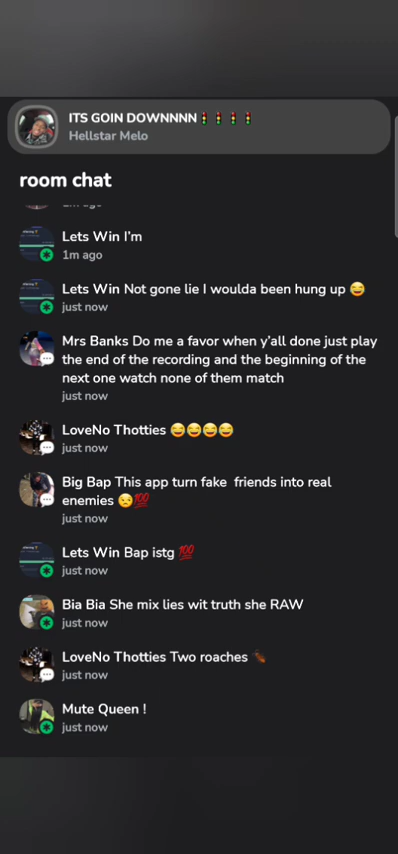 ITS GOIN DOWNNNN🚦🚦🚦🚦
Hellstar Melo
room chat
Lets Win I'm
1m ago
Lets Win Not gone lie I woulda been hung up 😂
just now
Mrs Banks Do me a favor when y'all done just play
the end of the recording and the beginning of the
next one watch none of them match
just now
LoveNo Thotties 😂😂😂😂
just now
Big Bap This app turn fake friends into real
enemies 😒💯
just now
Lets Win Bap istg 💯
just now
Bia Bia She mix lies wit truth she RAW
just now
LoveNo Thotties Two roaches 🪳
just now
Mute Queen !
just now